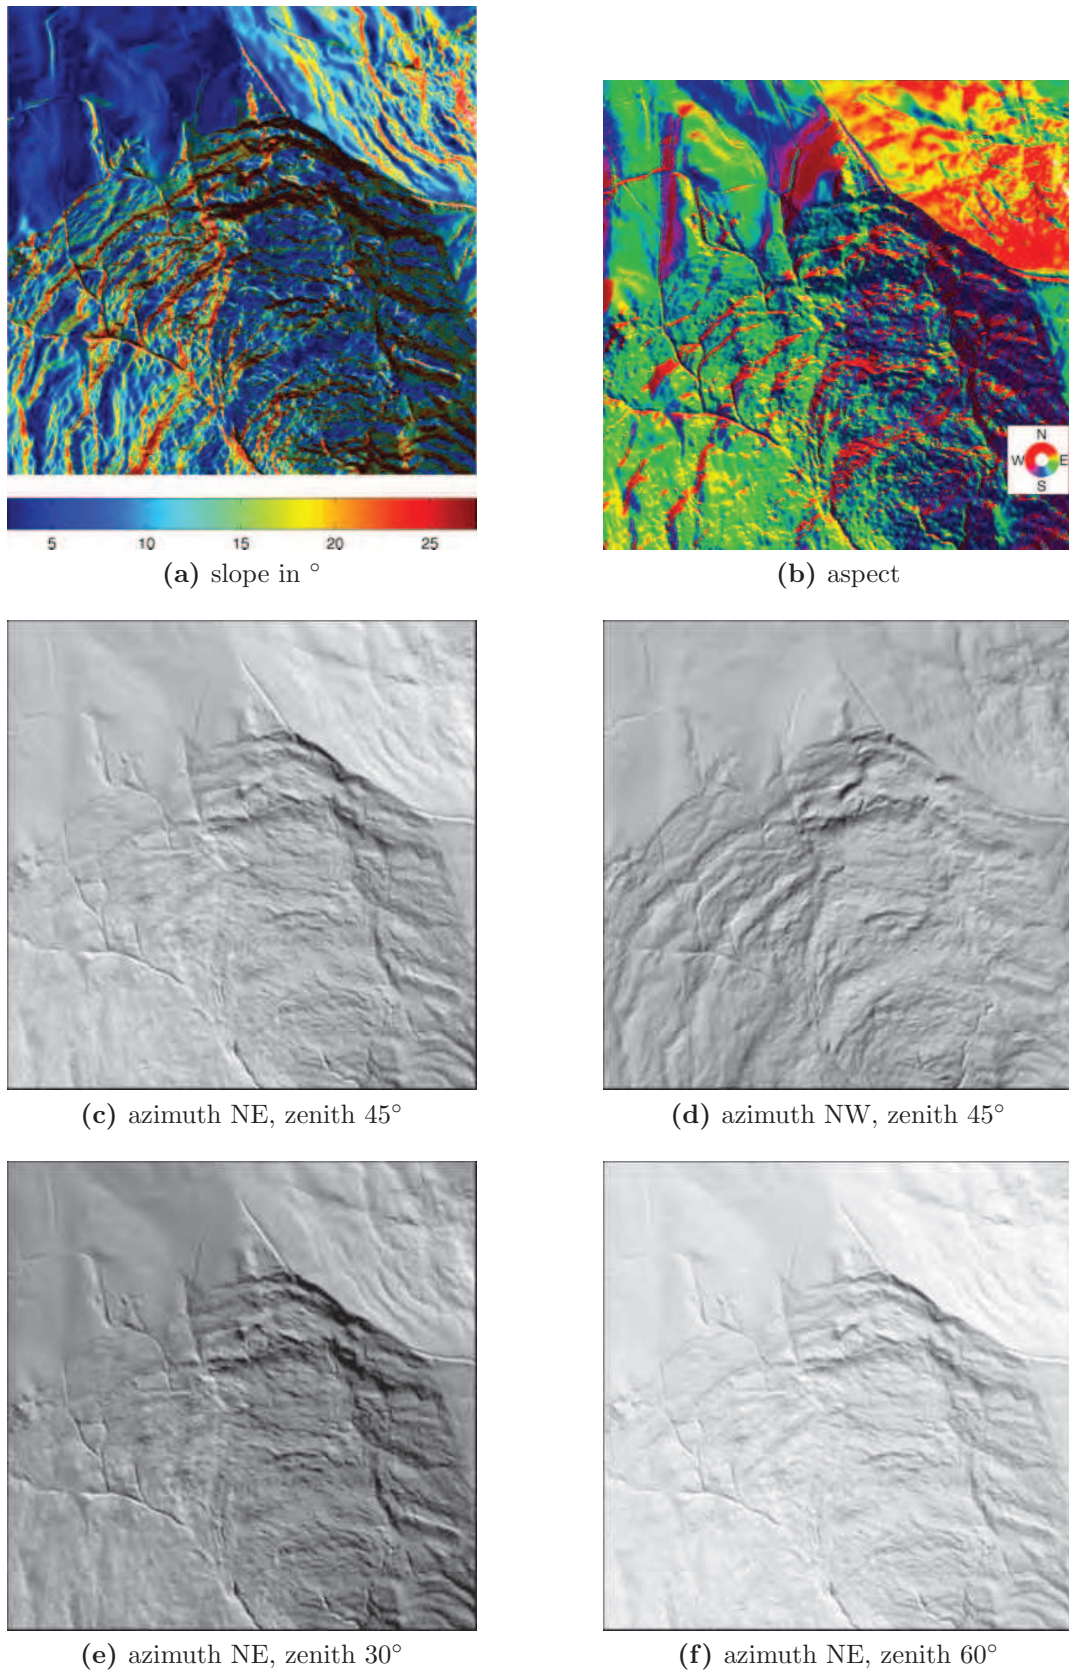 5 10 15 20 25
N
W E
S
(a) slope in °
(b) aspect
(c) azimuth NE, zenith 45°
(d) azimuth NW, zenith 45°
(e) azimuth NE, zenith 30°
(f) azimuth NE, zenith 60°